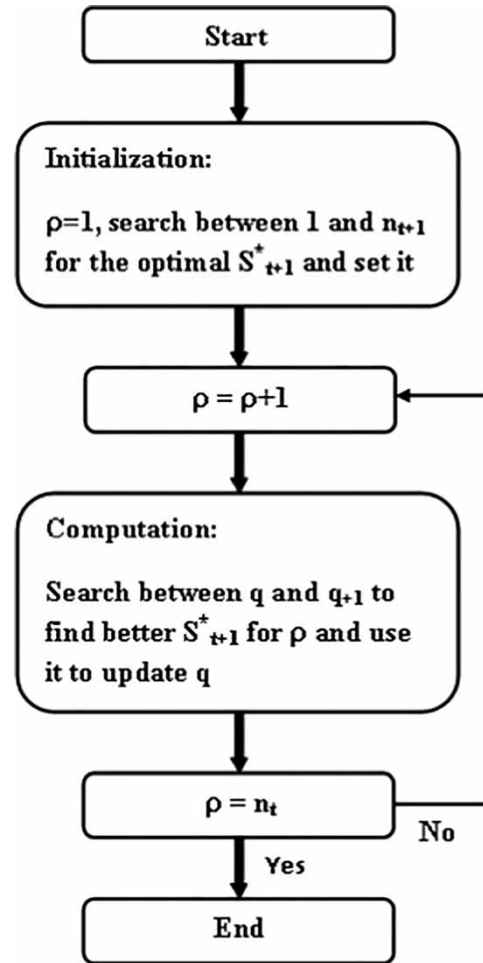 Start
Initialization:
ρ=1, search between 1 and nₜ₊₁
for the optimal S*ₜ₊₁ and set it
ρ = ρ+1
Computation:
Search between q and q₊₁ to
find better S*ₜ₊₁ for ρ and use
it to update q
ρ = nₜ
No
Yes
End